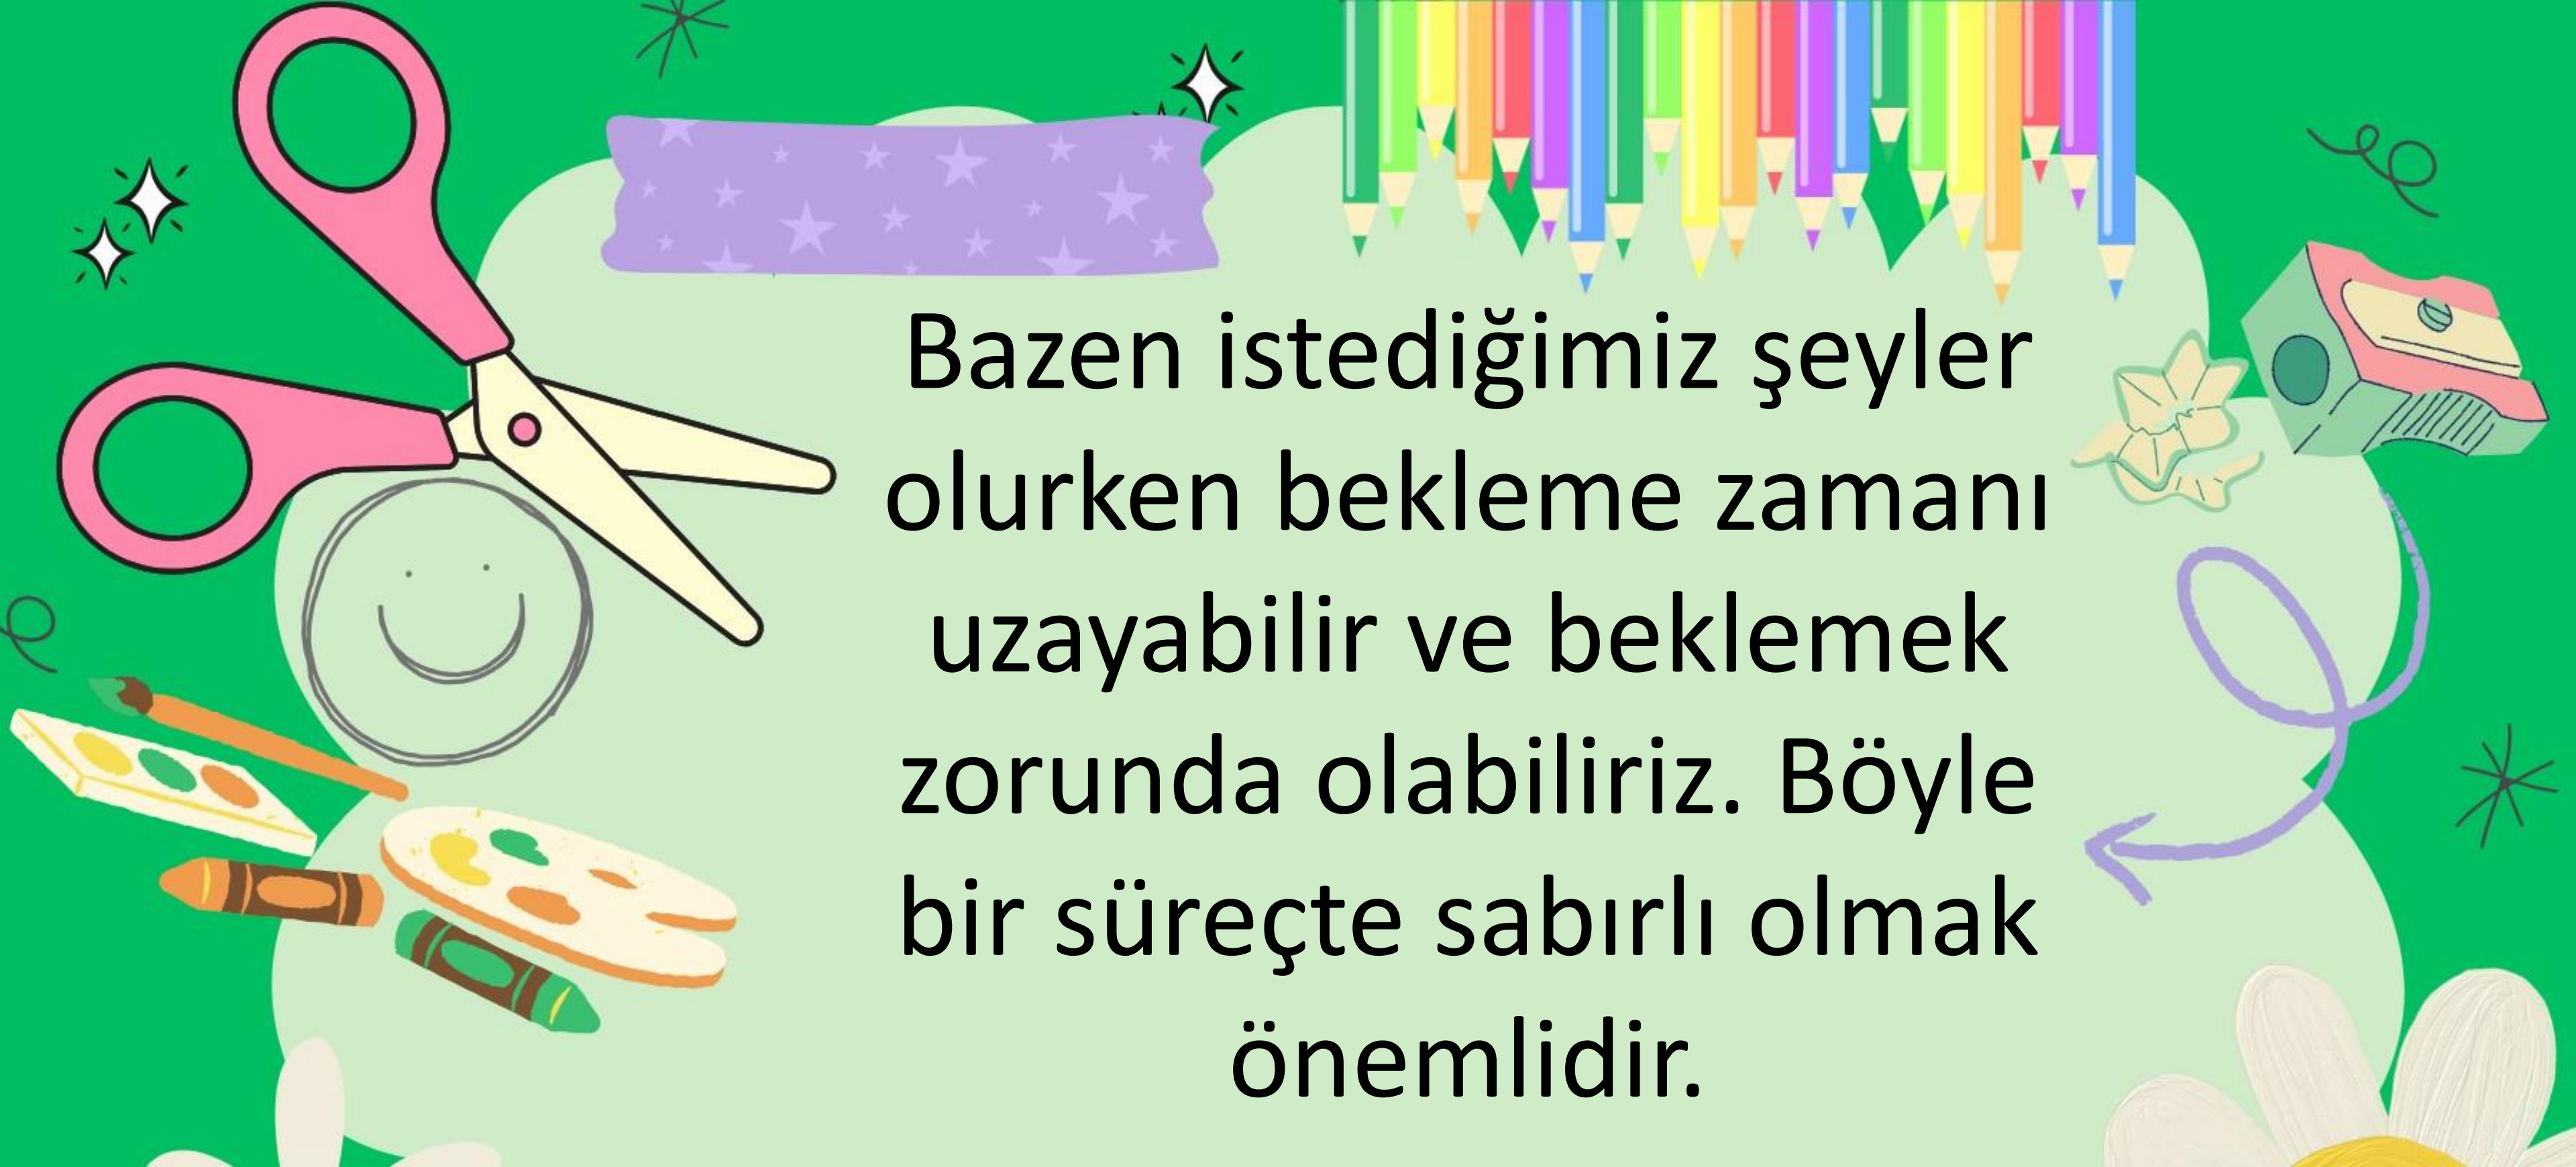 Bazen istediğimiz şeyler
olurken bekleme zamanı
uzayabilir ve beklemek
zorunda olabiliriz. Böyle
bir süreçte sabırlı olmak
önemlidir.